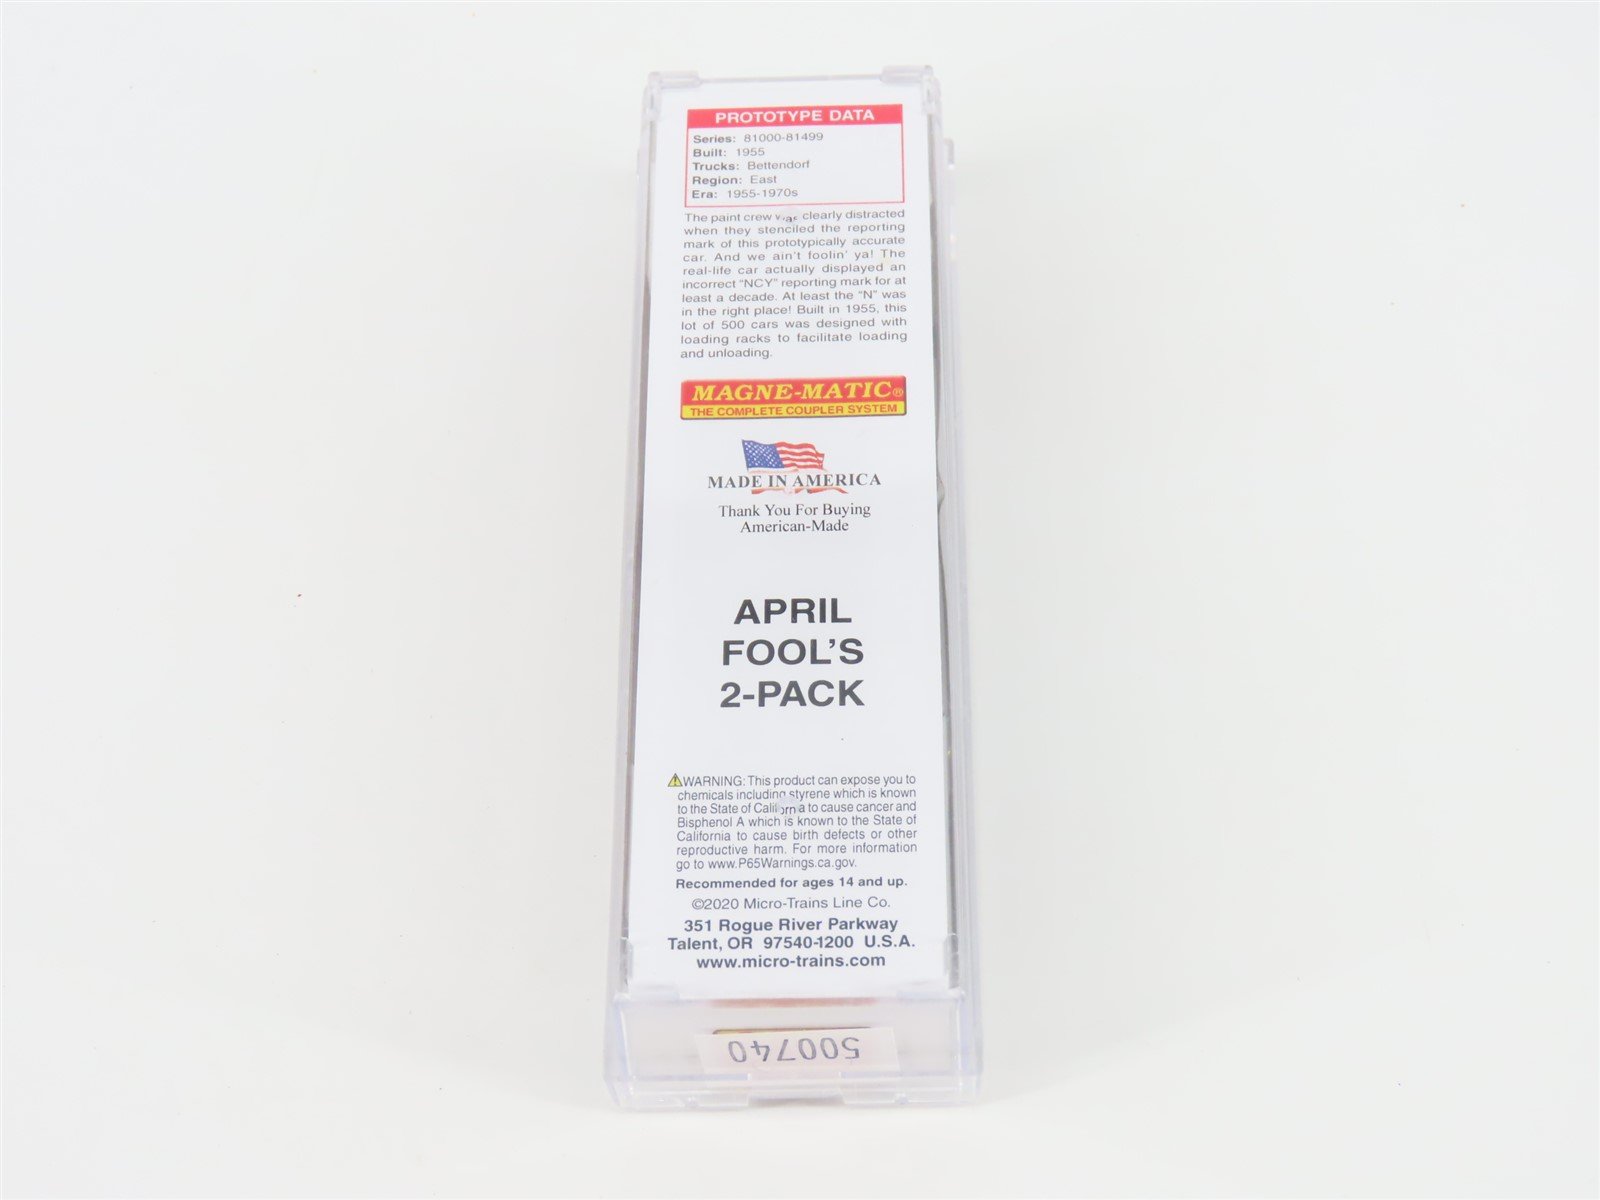 PROTOTYPE DATA
Series: 81000-81499
Built: 1955
Trucks: Bettendorf
Region: East
Era: 1955-1970s
The paint crew was clearly distracted
when they stenciled the reporting
mark of this prototypically accurate
car. And we ain't foolin' ya! The
real-life car actually displayed an
incorrect "NCY" reporting mark for at
least a decade. At least the "N" was
in the right place! Built in 1955, this
lot of 500 cars was designed with
loading racks to facilitate loading
and unloading.
MAGNE-MATIC®
THE COMPLETE COUPLER SYSTEM
MADE IN AMERICA
Thank You For Buying
American-Made
APRIL
FOOL'S
2-PACK
WARNING: This product can expose you to
chemicals including styrene which is known
to the State of California to cause cancer and
Bisphenol A which is known to the State of
California to cause birth defects or other
reproductive harm. For more information
go to www.P65Warnings.ca.gov.
Recommended for ages 14 and up.
©2020 Micro-Trains Line Co.
351 Rogue River Parkway
Talent, OR 97540-1200 U.S.A.
www.micro-trains.com
500740